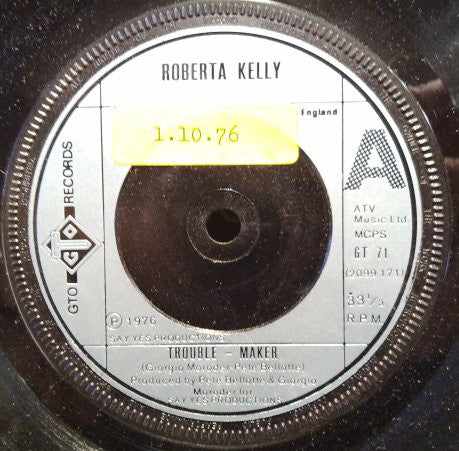 ROBERTA KELLY
1.10.76
England
A
GTO RECORDS
GTO
ATV
Music Ltd.
MCPS
GT 71
(2099 171)
33⅓
R.P.M.
Ⓟ 1976
SAY YES PRODUCTIONS
TROUBLE - MAKER
(Giorgio Moroder-Pete Bellotte)
Produced by Pete Bellotte & Giorgio
Moroder for
SAY YES PRODUCTIONS